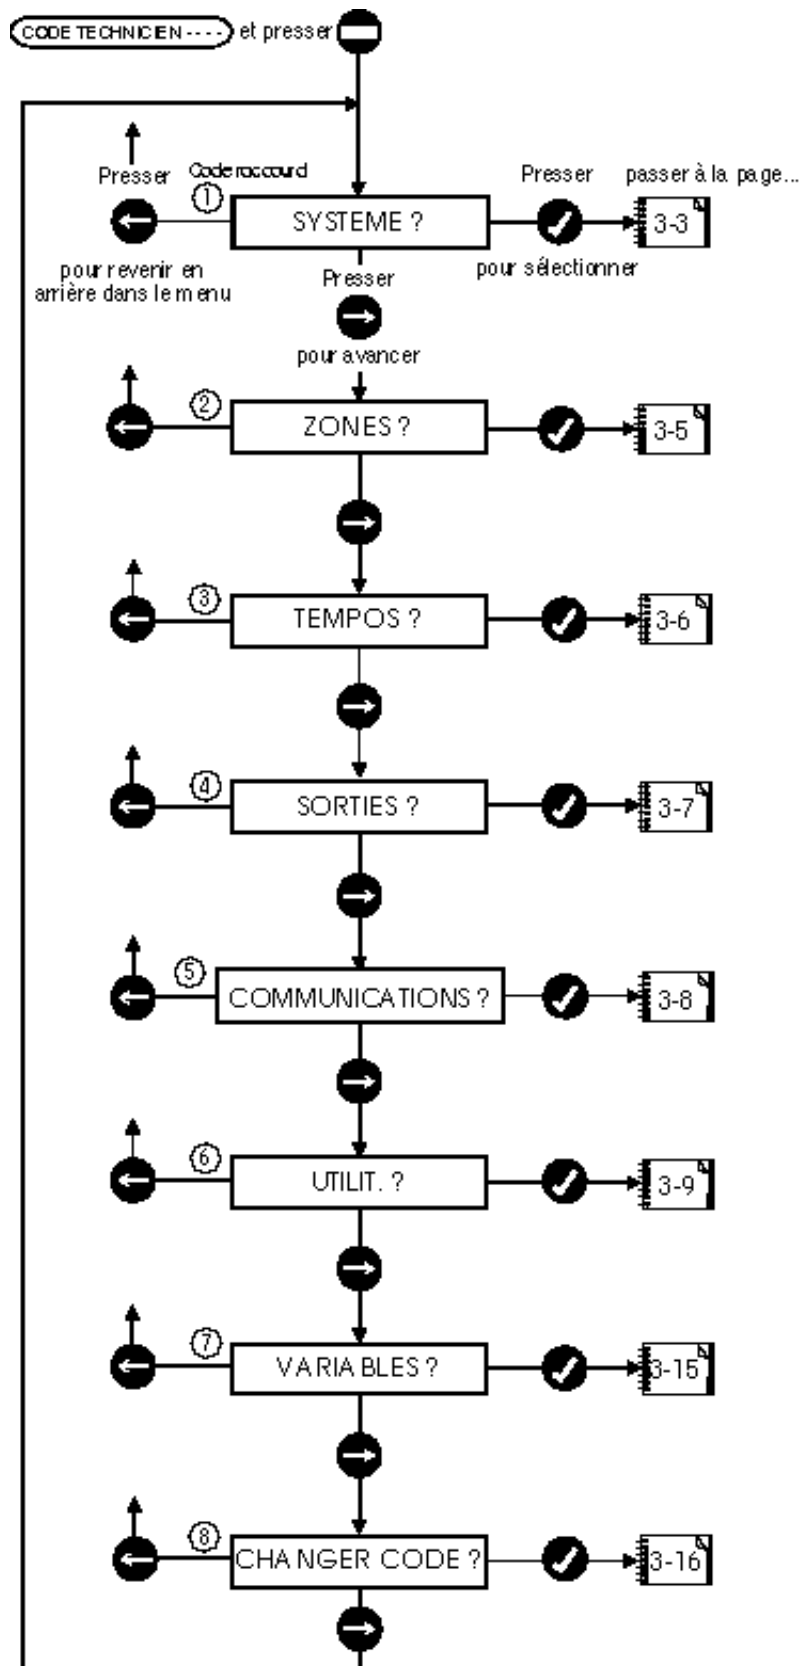 CODE TECHNICIEN - - - - et presser
Presser
Code raccourci
Presser
passer à la page...
1
SYSTEME ?
3-3
pour revenir en
arrière dans le menu
pour sélectionner
Presser
pour avancer
2
ZONES ?
3-5
3
TEMPOS ?
3-6
4
SORTIES ?
3-7
5
COMMUNICATIONS ?
3-8
6
UTILIT. ?
3-9
7
VARIABLES ?
3-15
8
CHANGER CODE ?
3-16